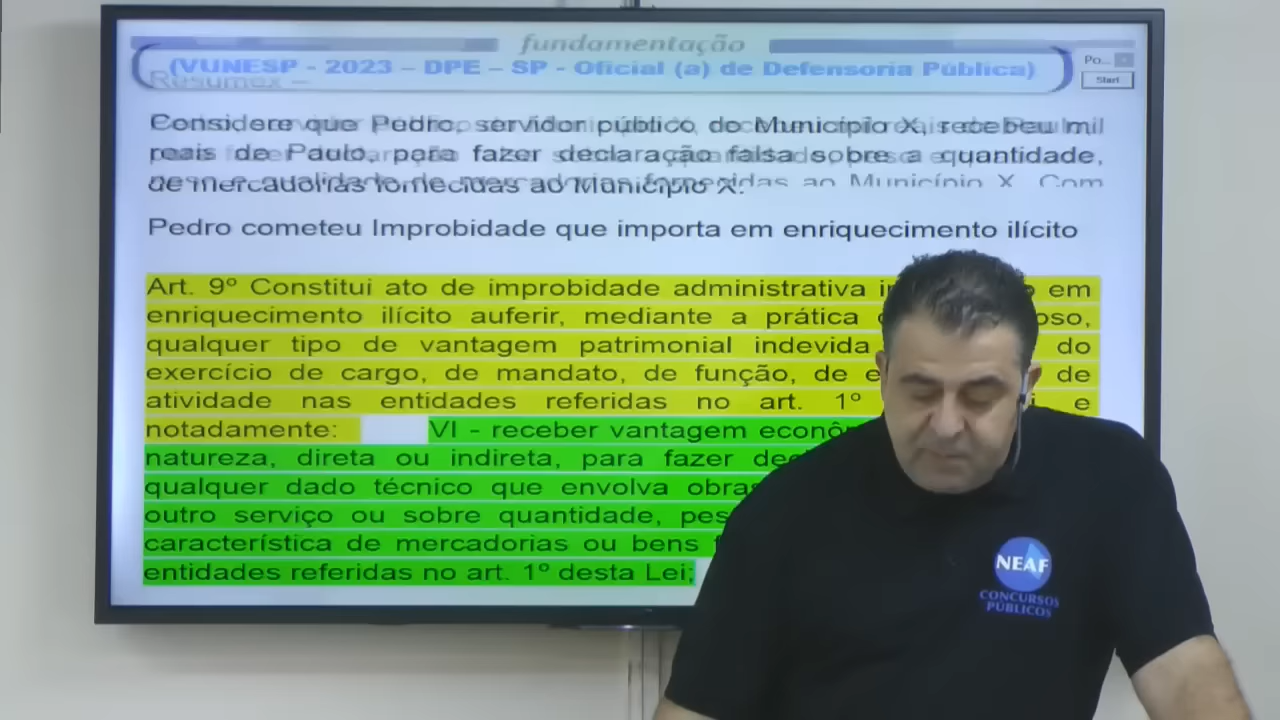 fundamentação
(VUNESP - 2023 – DPE – SP - Oficial (a) de Defensoria Pública)
Resumex –
Po...
Start
Considere que Pedro, servidor público do Município X, recebeu mil
reais de Paulo, para fazer declaração falsa sobre a quantidade,
de mercadorias fornecidas ao Município X.
Pedro cometeu Improbidade que importa em enriquecimento ilícito
Art. 9º Constitui ato de improbidade administrativa em
enriquecimento ilícito auferir, mediante a prática
qualquer tipo de vantagem patrimonial indevida do
exercício de cargo, de mandato, de função, de de
atividade nas entidades referidas no art. 1º e
notadamente: VI - receber vantagem
natureza, direta ou indireta, para fazer
qualquer dado técnico que envolva
outro serviço ou sobre quantidade,
característica de mercadorias ou bens
entidades referidas no art. 1º desta Lei;
NEAF
CONCURSOS
PÚBLICOS